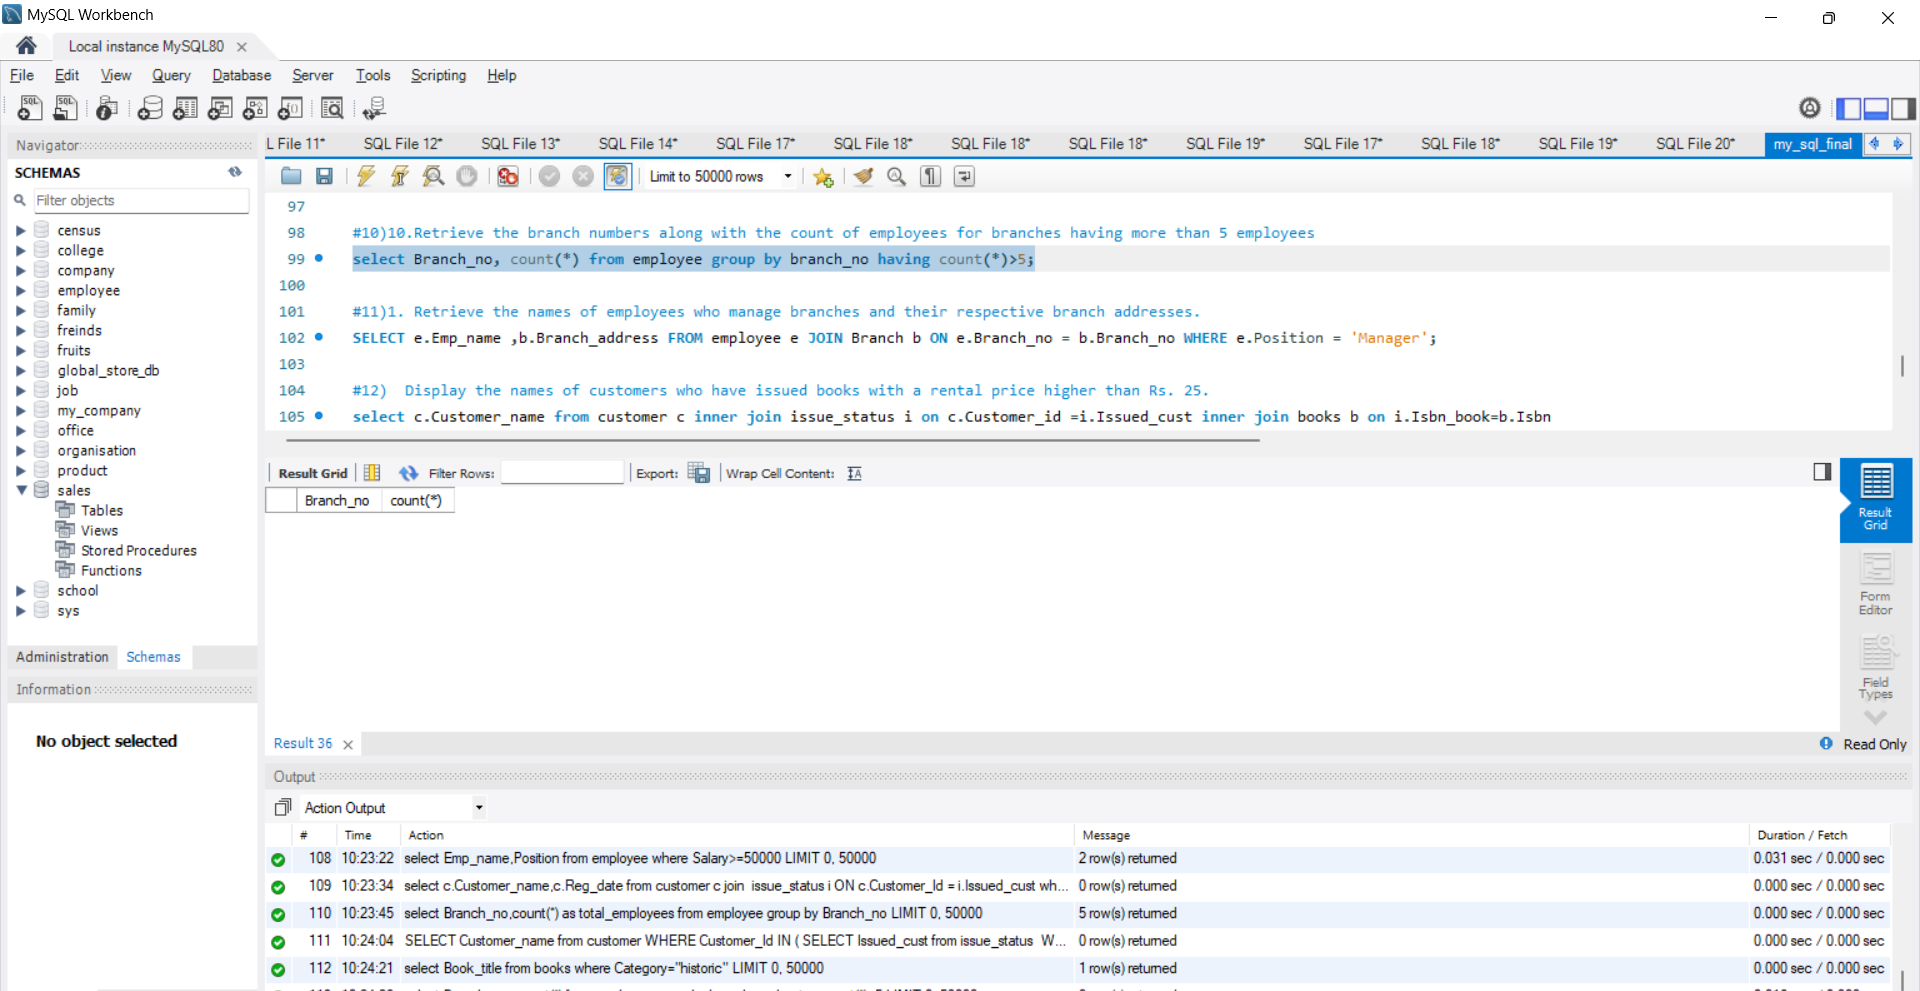 MySQL Workbench
Local instance MySQL80
File Edit View Query Database Server Tools Scripting Help
Navigator
L File 11* SQL File 12* SQL File 13* SQL File 14* SQL File 17* SQL File 18* SQL File 18* SQL File 18* SQL File 19* SQL File 17* SQL File 18* SQL File 19* SQL File 20* my_sql_final
SCHEMAS
Filter objects
census
college
company
employee
family
freinds
fruits
global_store_db
job
my_company
office
organisation
product
sales
Tables
Views
Stored Procedures
Functions
school
sys
Administration Schemas
Information
No object selected
Limit to 50000 rows
97
98 #10)10.Retrieve the branch numbers along with the count of employees for branches having more than 5 employees
99 select Branch_no, count(*) from employee group by branch_no having count(*)>5;
100
101 #11)1. Retrieve the names of employees who manage branches and their respective branch addresses.
102 SELECT e.Emp_name ,b.Branch_address FROM employee e JOIN Branch b ON e.Branch_no = b.Branch_no WHERE e.Position = 'Manager';
103
104 #12) Display the names of customers who have issued books with a rental price higher than Rs. 25.
105 select c.Customer_name from customer c inner join issue_status i on c.Customer_id =i.Issued_cust inner join books b on i.Isbn_book=b.Isbn
Result Grid Filter Rows: Export: Wrap Cell Content:
Branch_no count(*)
Result Grid
Form Editor
Field Types
Result 36
Read Only
Output
Action Output
# Time Action Message Duration / Fetch
108 10:23:22 select Emp_name,Position from employee where Salary>=50000 LIMIT 0, 50000 2 row(s) returned 0.031 sec / 0.000 sec
109 10:23:34 select c.Customer_name,c.Reg_date from customer c join issue_status i ON c.Customer_Id = i.Issued_cust wh... 0 row(s) returned 0.000 sec / 0.000 sec
110 10:23:45 select Branch_no,count(*) as total_employees from employee group by Branch_no LIMIT 0, 50000 5 row(s) returned 0.000 sec / 0.000 sec
111 10:24:04 SELECT Customer_name from customer WHERE Customer_Id IN ( SELECT Issued_cust from issue_status W... 0 row(s) returned 0.000 sec / 0.000 sec
112 10:24:21 select Book_title from books where Category="historic" LIMIT 0, 50000 1 row(s) returned 0.000 sec / 0.000 sec